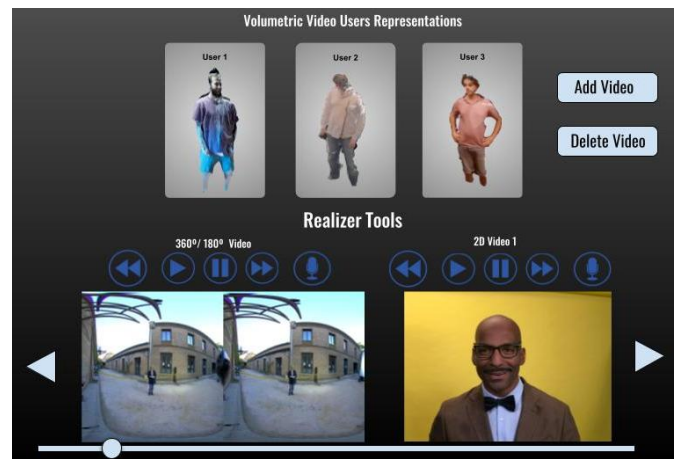 Volumetric Video Users Representations
User 1
User 2
User 3
Add Video
Delete Video
Realizer Tools
360º/ 180º Video
2D Video 1